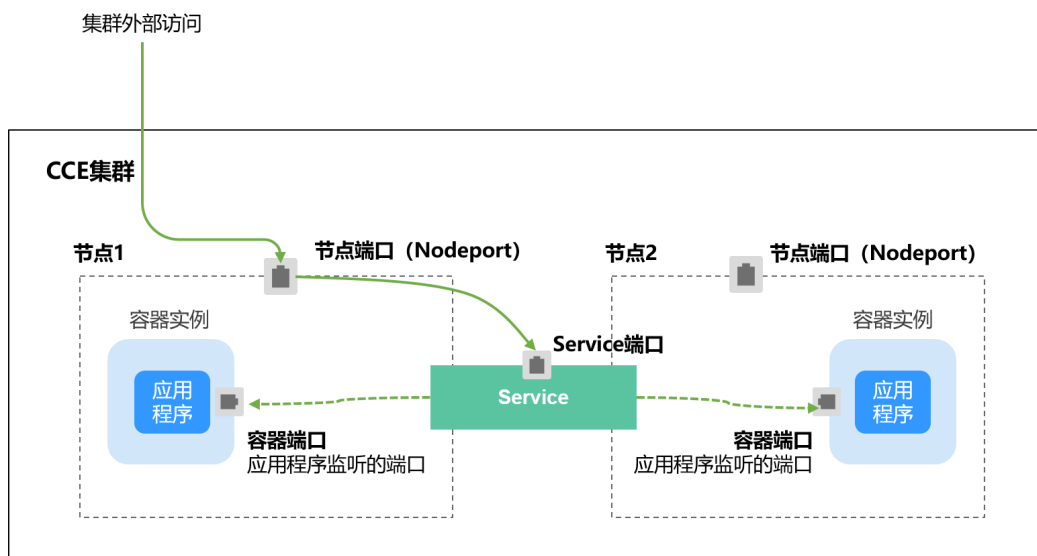 集群外部访问
CCE集群
节点1
节点端口（Nodeport）
节点2
节点端口（Nodeport）
容器实例
容器实例
Service端口
应用
程序
Service
应用
程序
容器端口
应用程序监听的端口
容器端口
应用程序监听的端口